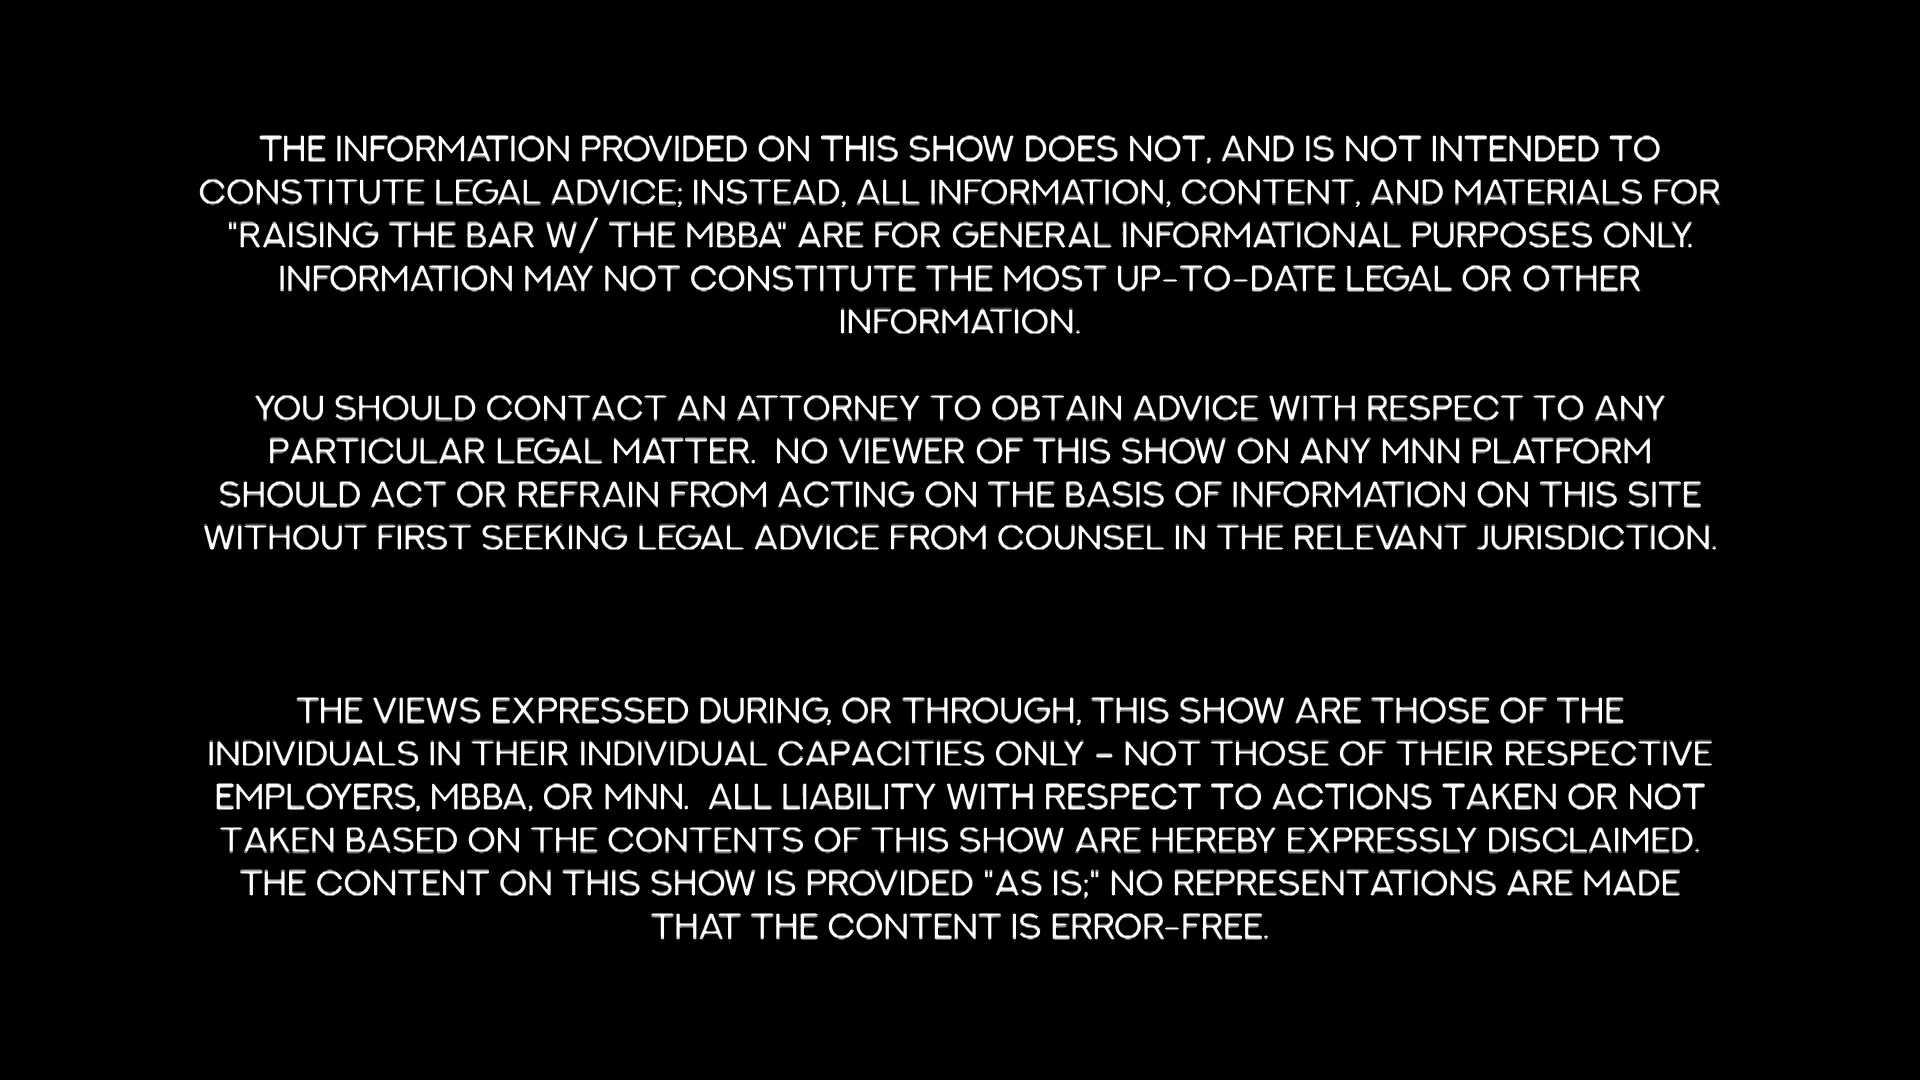 THE INFORMATION PROVIDED ON THIS SHOW DOES NOT, AND IS NOT INTENDED TO
CONSTITUTE LEGAL ADVICE; INSTEAD, ALL INFORMATION, CONTENT, AND MATERIALS FOR
"RAISING THE BAR W/ THE MBBA" ARE FOR GENERAL INFORMATIONAL PURPOSES ONLY.
INFORMATION MAY NOT CONSTITUTE THE MOST UP-TO-DATE LEGAL OR OTHER
INFORMATION.
YOU SHOULD CONTACT AN ATTORNEY TO OBTAIN ADVICE WITH RESPECT TO ANY
PARTICULAR LEGAL MATTER.  NO VIEWER OF THIS SHOW ON ANY MNN PLATFORM
SHOULD ACT OR REFRAIN FROM ACTING ON THE BASIS OF INFORMATION ON THIS SITE
WITHOUT FIRST SEEKING LEGAL ADVICE FROM COUNSEL IN THE RELEVANT JURISDICTION.
THE VIEWS EXPRESSED DURING, OR THROUGH, THIS SHOW ARE THOSE OF THE
INDIVIDUALS IN THEIR INDIVIDUAL CAPACITIES ONLY – NOT THOSE OF THEIR RESPECTIVE
EMPLOYERS, MBBA, OR MNN.  ALL LIABILITY WITH RESPECT TO ACTIONS TAKEN OR NOT
TAKEN BASED ON THE CONTENTS OF THIS SHOW ARE HEREBY EXPRESSLY DISCLAIMED.
THE CONTENT ON THIS SHOW IS PROVIDED "AS IS;" NO REPRESENTATIONS ARE MADE
THAT THE CONTENT IS ERROR-FREE.